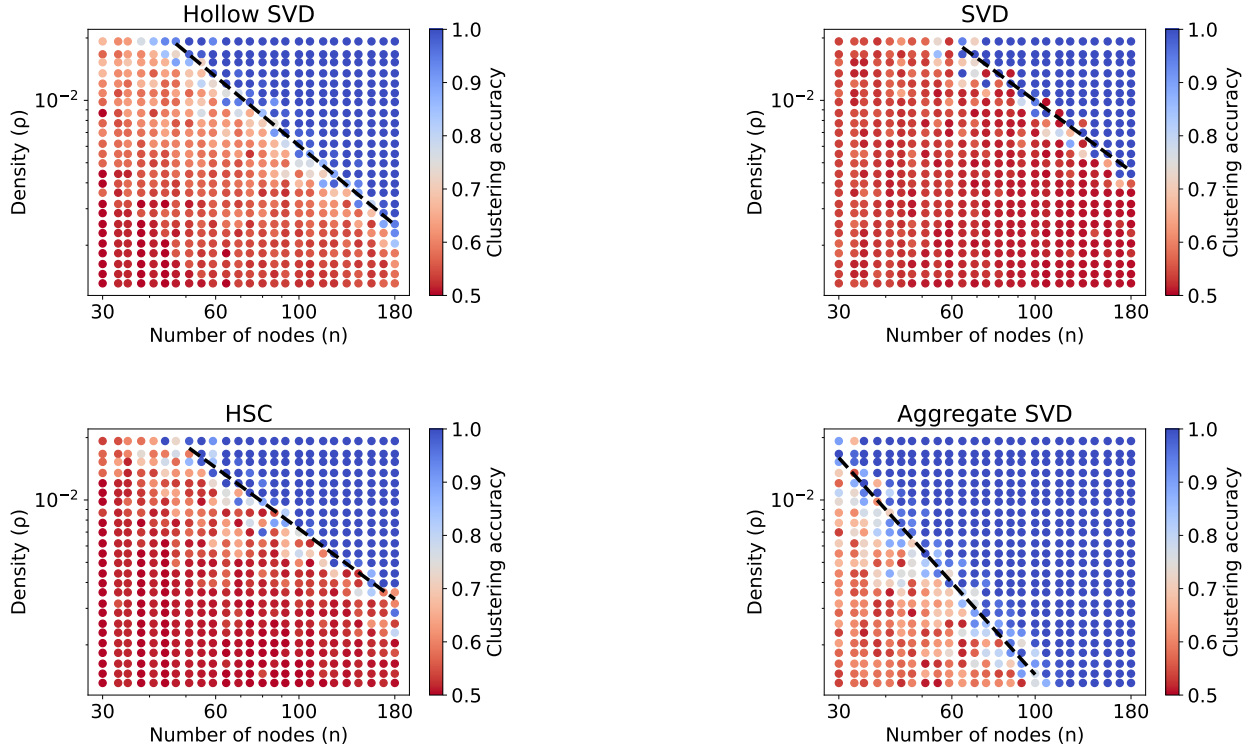 Hollow SVD
Density (ρ)
10⁻²
30 60 100 180
Number of nodes (n)
1.0
0.9
0.8
0.7
0.6
0.5
Clustering accuracy
SVD
Density (ρ)
10⁻²
30 60 100 180
Number of nodes (n)
1.0
0.9
0.8
0.7
0.6
0.5
Clustering accuracy
HSC
Density (ρ)
10⁻²
30 60 100 180
Number of nodes (n)
1.0
0.9
0.8
0.7
0.6
0.5
Clustering accuracy
Aggregate SVD
Density (ρ)
10⁻²
30 60 100 180
Number of nodes (n)
1.0
0.9
0.8
0.7
0.6
0.5
Clustering accuracy